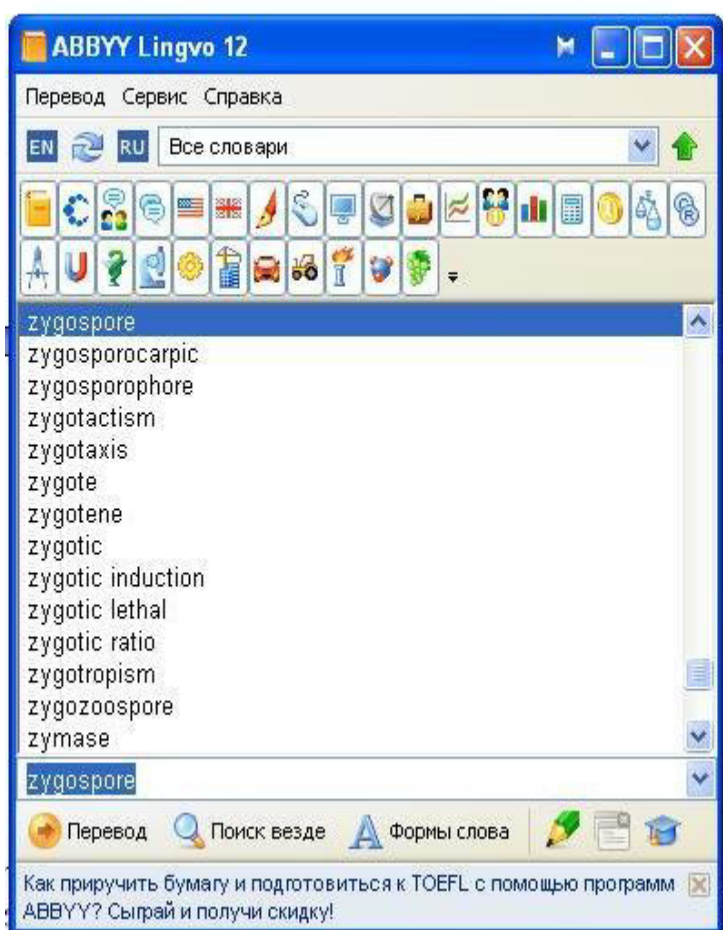 ABBYY Lingvo 12
Перевод Сервис Справка
EN RU Все словари
zygospore
zygosporocarpic
zygosporophore
zygotactism
zygotaxis
zygote
zygotene
zygotic
zygotic induction
zygotic lethal
zygotic ratio
zygotropism
zygozoospore
zymase
zygospore
Перевод Поиск везде Формы слова
Как приручить бумагу и подготовиться к TOEFL с помощью программ
ABBYY? Сыграй и получи скидку!